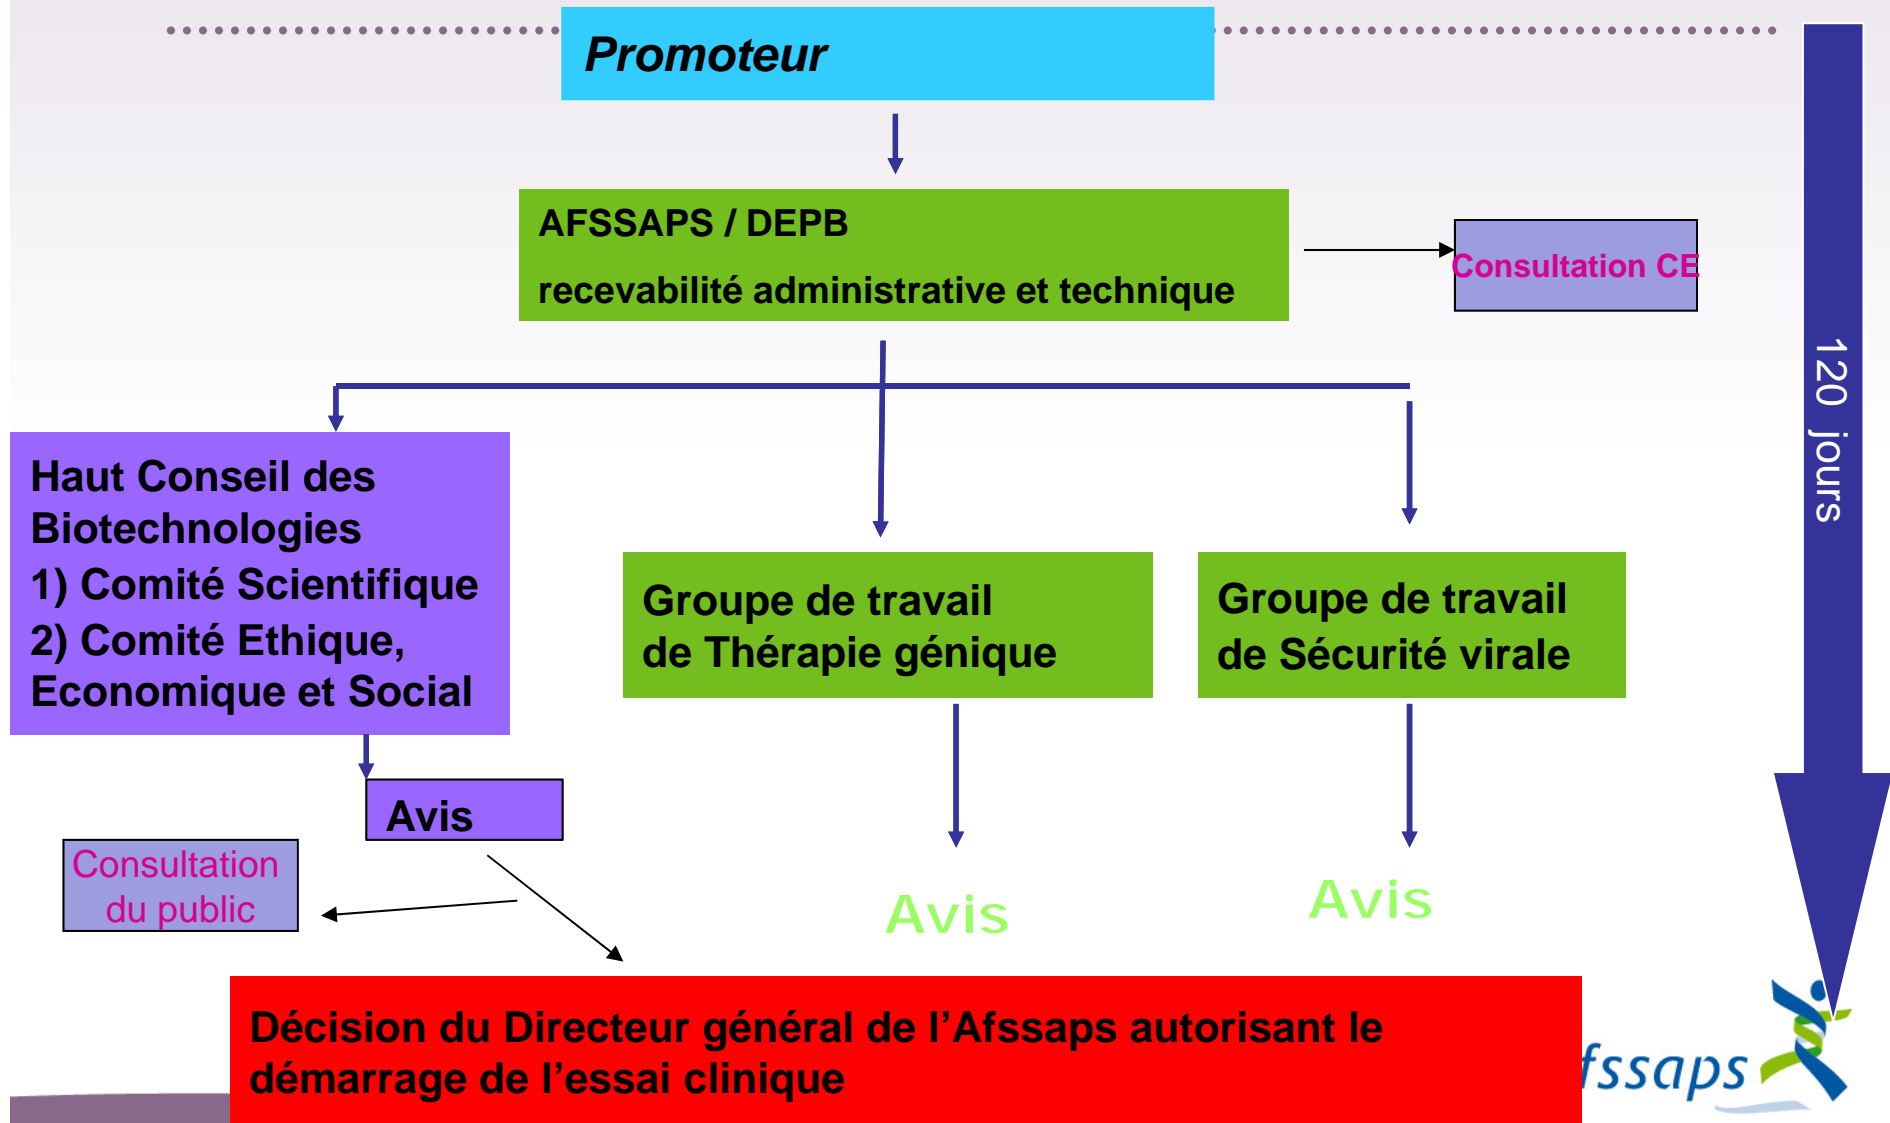 Promoteur
AFSSAPS / DEPB
recevabilité administrative et technique
Consultation CE
120 jours
Haut Conseil des
Biotechnologies
1) Comité Scientifique
2) Comité Ethique,
Economique et Social
Groupe de travail
de Thérapie génique
Groupe de travail
de Sécurité virale
Avis
Consultation
du public
Avis
Avis
Décision du Directeur général de l’Afssaps autorisant le
démarrage de l’essai clinique
fssaps